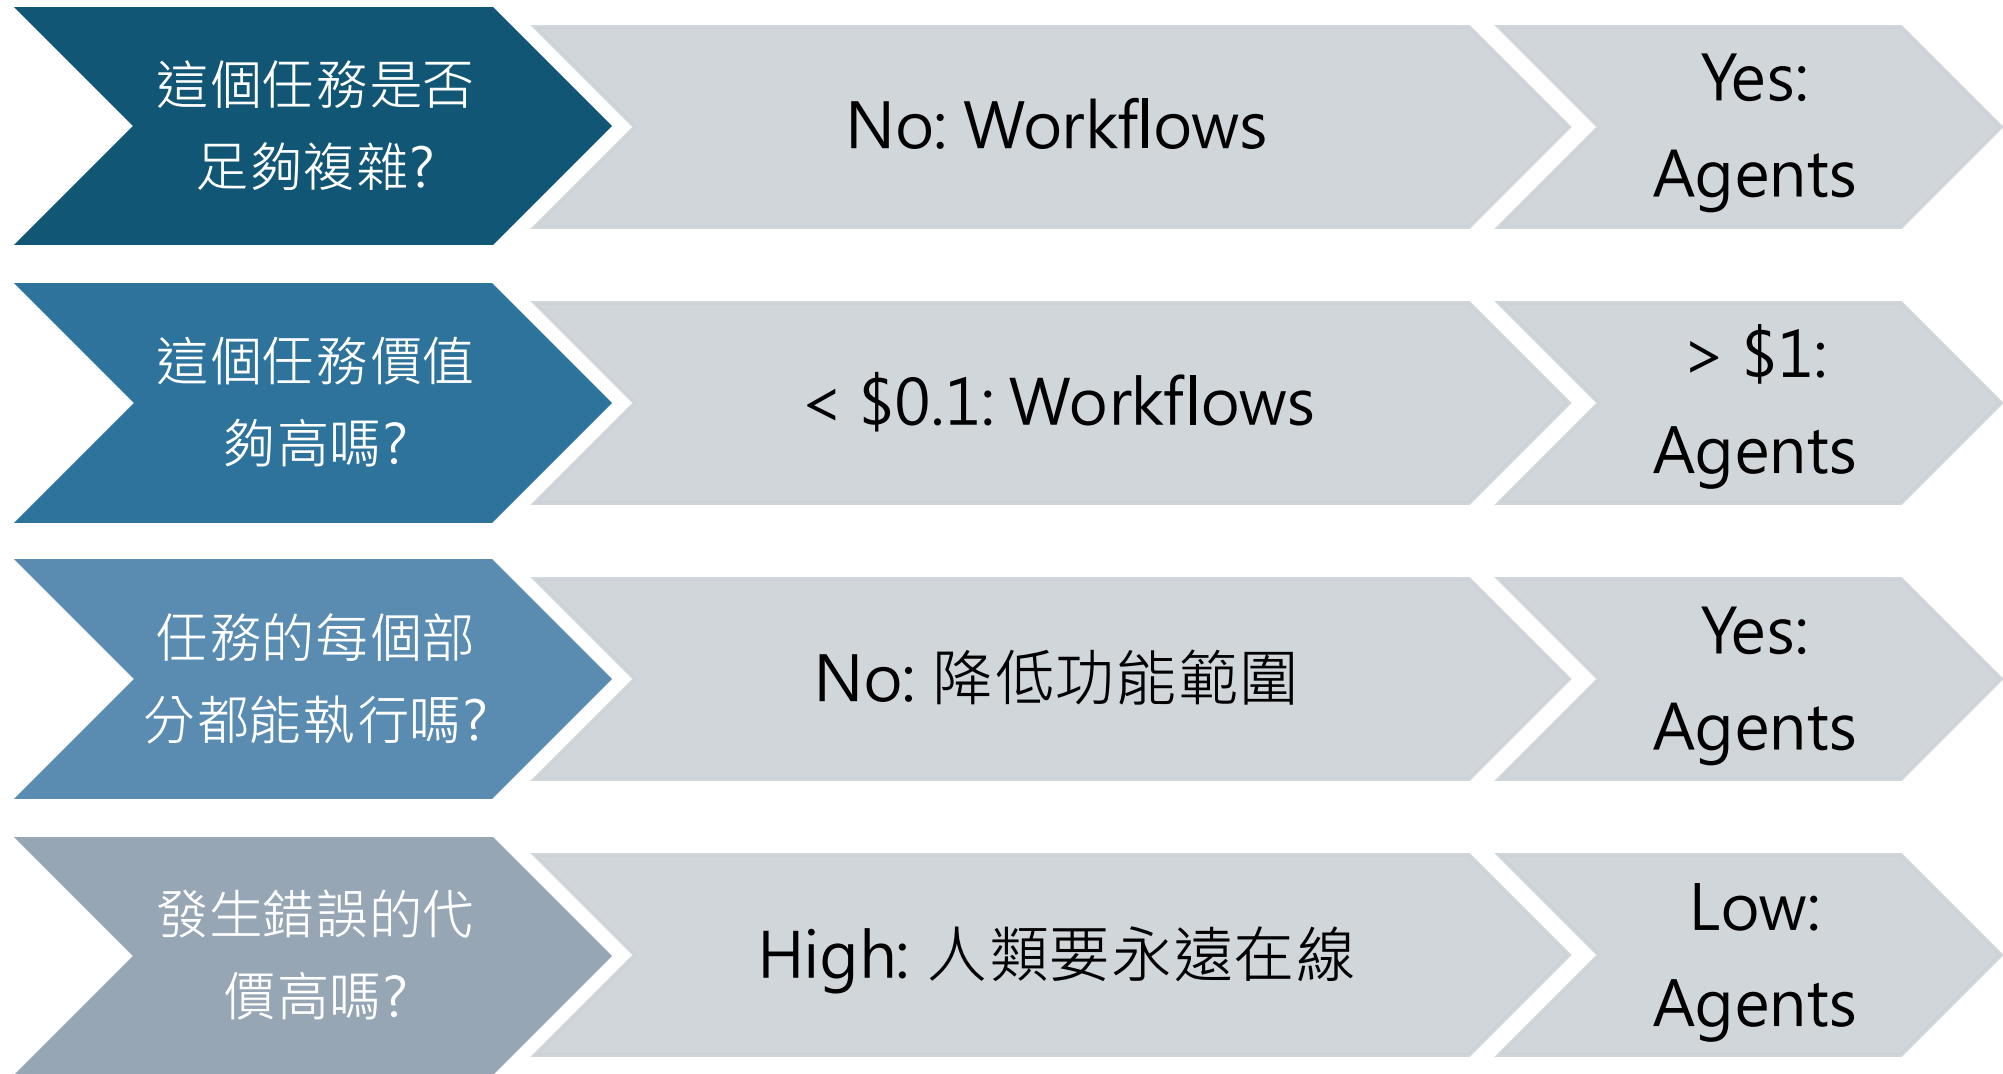 這個任務是否
足夠複雜?
No: Workflows
Yes:
Agents
這個任務價值
夠高嗎?
< $0.1: Workflows
> $1:
Agents
任務的每個部
分都能執行嗎?
No: 降低功能範圍
Yes:
Agents
發生錯誤的代
價高嗎?
High: 人類要永遠在線
Low:
Agents